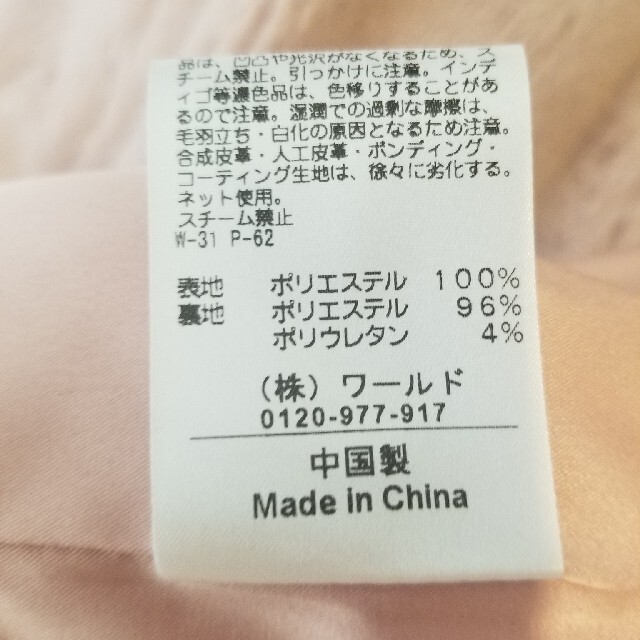 品は、凹凸や光沢がなくなるため、ス
チーム禁止。引っかけに注意。インデ
ィゴ等濃色品は、色移りすることがあ
るので注意。湿潤での過剰な摩擦は、
毛羽立ち・白化の原因となるため注意。
合成皮革・人工皮革・ボンディング・
コーティング生地は、徐々に劣化する。
ネット使用。
スチーム禁止
W-31 P-62
表地 ポリエステル 100%
裏地 ポリエステル 96%
ポリウレタン 4%
(株) ワールド
0120-977-917
中国製
Made in China